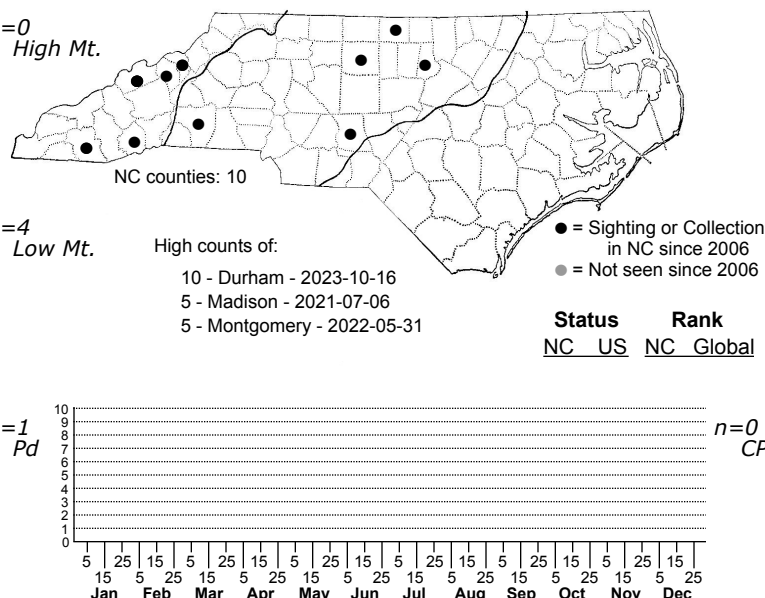 =0
High Mt.
NC counties: 10
=4
Low Mt.
High counts of:
10 - Durham - 2023-10-16
5 - Madison - 2021-07-06
5 - Montgomery - 2022-05-31
● = Sighting or Collection
in NC since 2006
● = Not seen since 2006
Status Rank
NC US NC Global
=1
Pd
n=0
CP
10
9
8
7
6
5
4
3
2
1
0
5 25 15 5 25 15 5 25 15 5 25 15 5 25 15 5 25 15
15 5 25 15 5 25 15 5 25 15 5 25 15 5 25 15 5 25
Jan Feb Mar Apr May Jun Jul Aug Sep Oct Nov Dec